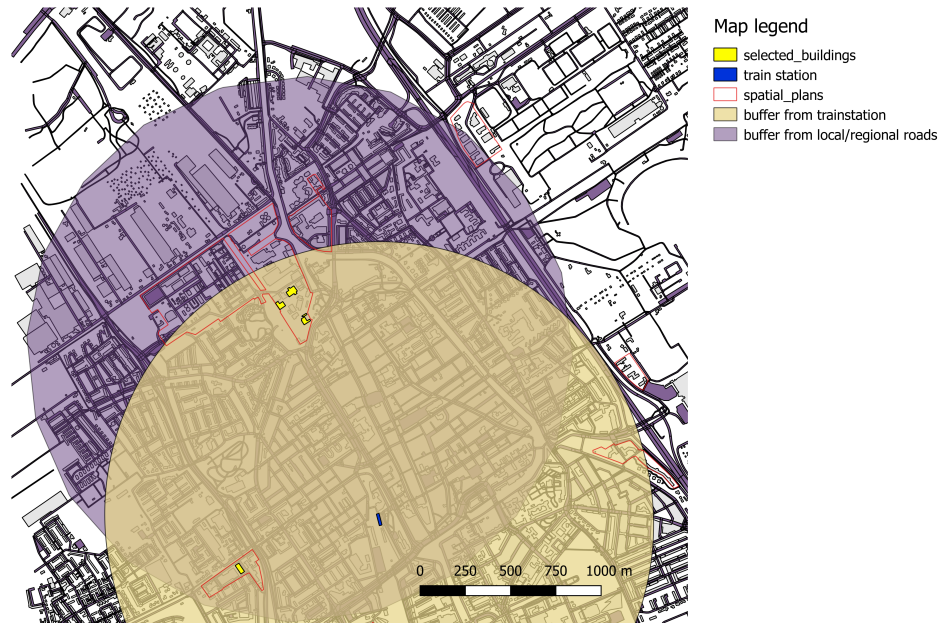 Map legend
selected_buildings
train station
spatial_plans
buffer from trainstation
buffer from local/regional roads
0 250 500 750 1000 m